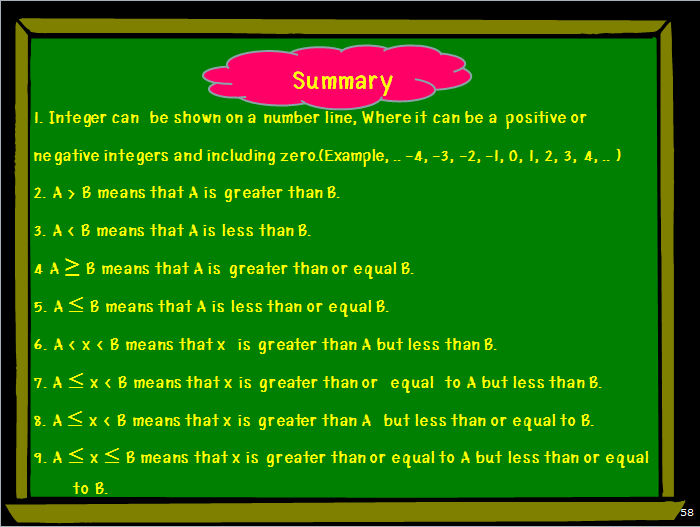 Summary
1. Integer can be shown on a number line, Where it can be a positive or
negative integers and including zero.(Example, .. -4, -3, -2, -1, 0, 1, 2, 3, 4, .. )
2. A > B means that A is greater than B.
3. A < B means that A is less than B.
4 A ≥ B means that A is greater than or equal B.
5. A ≤ B means that A is less than or equal B.
6. A < x < B means that x is greater than A but less than B.
7. A ≤ x < B means that x is greater than or equal to A but less than B.
8. A ≤ x < B means that x is greater than A but less than or equal to B.
9. A ≤ x ≤ B means that x is greater than or equal to A but less than or equal
to B.
58